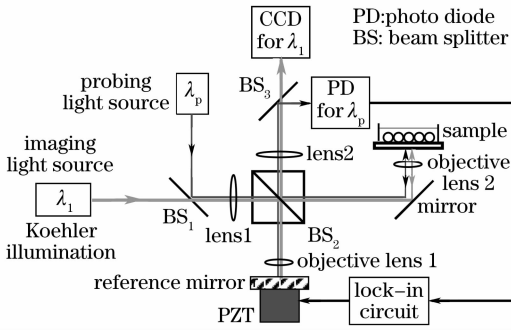 CCD
for λ1
PD:photo diode
BS: beam splitter
probing
light source
λp
BS3
PD
for λp
sample
imaging
light source
lens2
objective
lens 2
λ1
BS1
mirror
Koehler
illumination
lens1
BS2
objective lens 1
reference mirror
PZT
lock-in
circuit